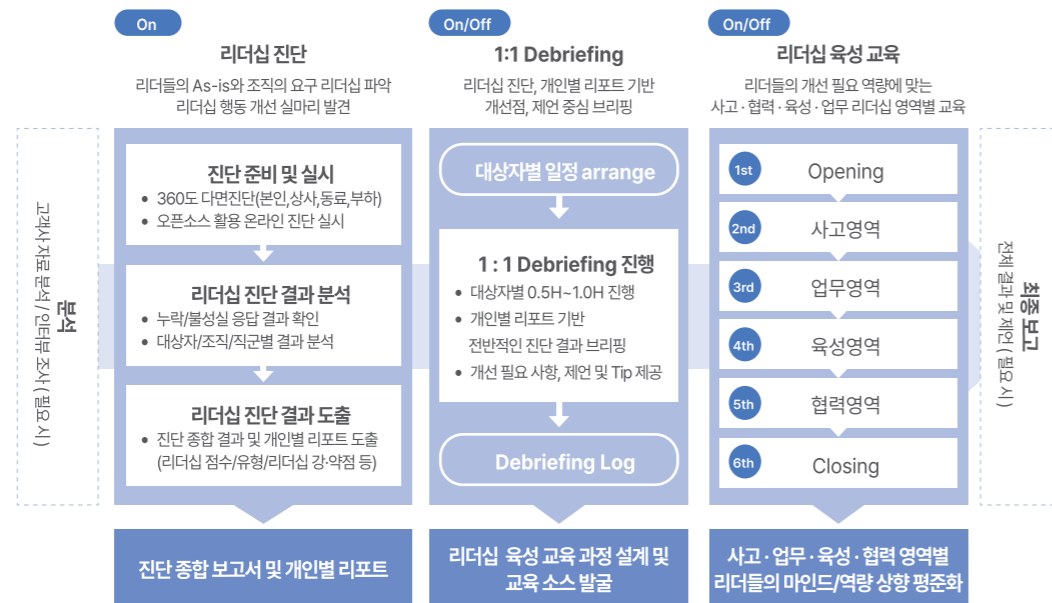 분석
고객사 자료 분석 / 인터뷰 조사 ( 필요 시 )
On
리더십 진단
리더들의 As-is와 조직의 요구 리더십 파악
리더십 행동 개선 실마리 발견
진단 준비 및 실시
• 360도 다면진단(본인,상사,동료,부하)
• 오픈소스 활용 온라인 진단 실시
리더십 진단 결과 분석
• 누락/불성실 응답 결과 확인
• 대상자/조직/직군별 결과 분석
리더십 진단 결과 도출
• 진단 종합 결과 및 개인별 리포트 도출
(리더십 점수/유형/리더십 강·약점 등)
진단 종합 보고서 및 개인별 리포트
On/Off
1:1 Debriefing
리더십 진단, 개인별 리포트 기반
개선점, 제언 중심 브리핑
대상자별 일정 arrange
1 : 1 Debriefing 진행
• 대상자별 0.5H~1.0H 진행
• 개인별 리포트 기반
전반적인 진단 결과 브리핑
• 개선 필요 사항, 제언 및 Tip 제공
Debriefing Log
리더십 육성 교육 과정 설계 및
교육 소스 발굴
On/Off
리더십 육성 교육
리더들의 개선 필요 역량에 맞는
사고 · 협력 · 육성 · 업무 리더십 영역별 교육
1st Opening
2nd 사고영역
3rd 업무영역
4th 육성영역
5th 협력영역
6th Closing
사고 · 업무 · 육성 · 협력 영역별
리더들의 마인드/역량 상향 평준화
최종 보고
전체 결과 및 제언 ( 필요 시 )